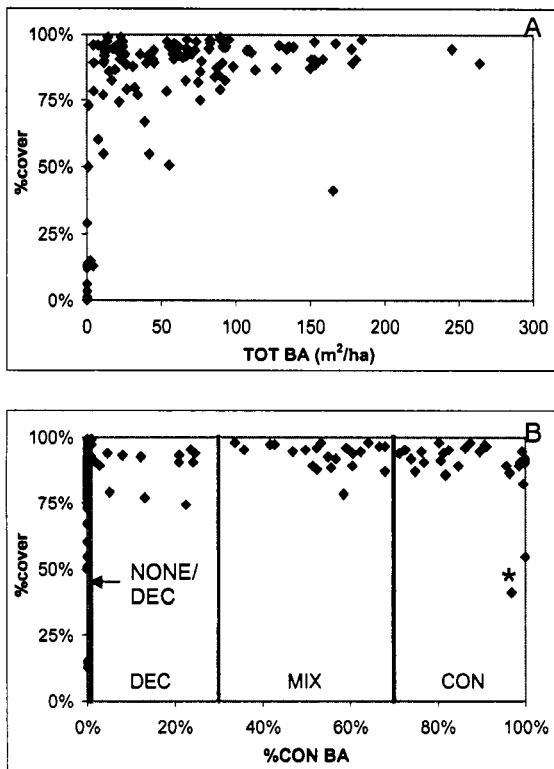 A
100%
75%
50%
25%
0%
%cover
0 50 100 150 200 250 300
TOT BA (m²/ha)
B
100%
75%
50%
25%
0%
%cover
*
NONE/
DEC
DEC MIX CON
0% 20% 40% 60% 80% 100%
%CON BA